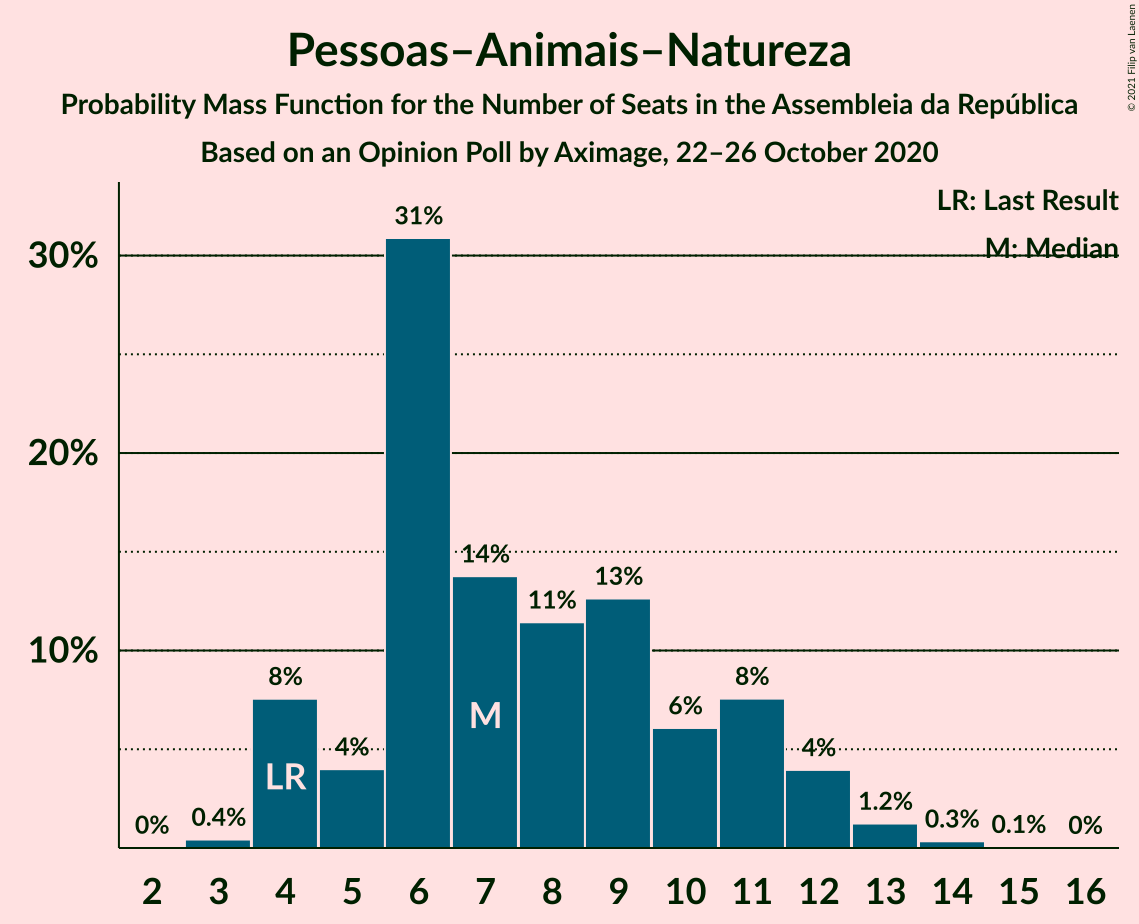 Pessoas–Animais–Natureza
Probability Mass Function for the Number of Seats in the Assembleia da República
Based on an Opinion Poll by Aximage, 22–26 October 2020
© 2021 Filip van Laenen
LR: Last Result
M: Median
30%
20%
10%
0%
0.4%
8%
4%
31%
14%
11%
13%
6%
8%
4%
1.2%
0.3%
0.1%
0%
LR
M
2 3 4 5 6 7 8 9 10 11 12 13 14 15 16